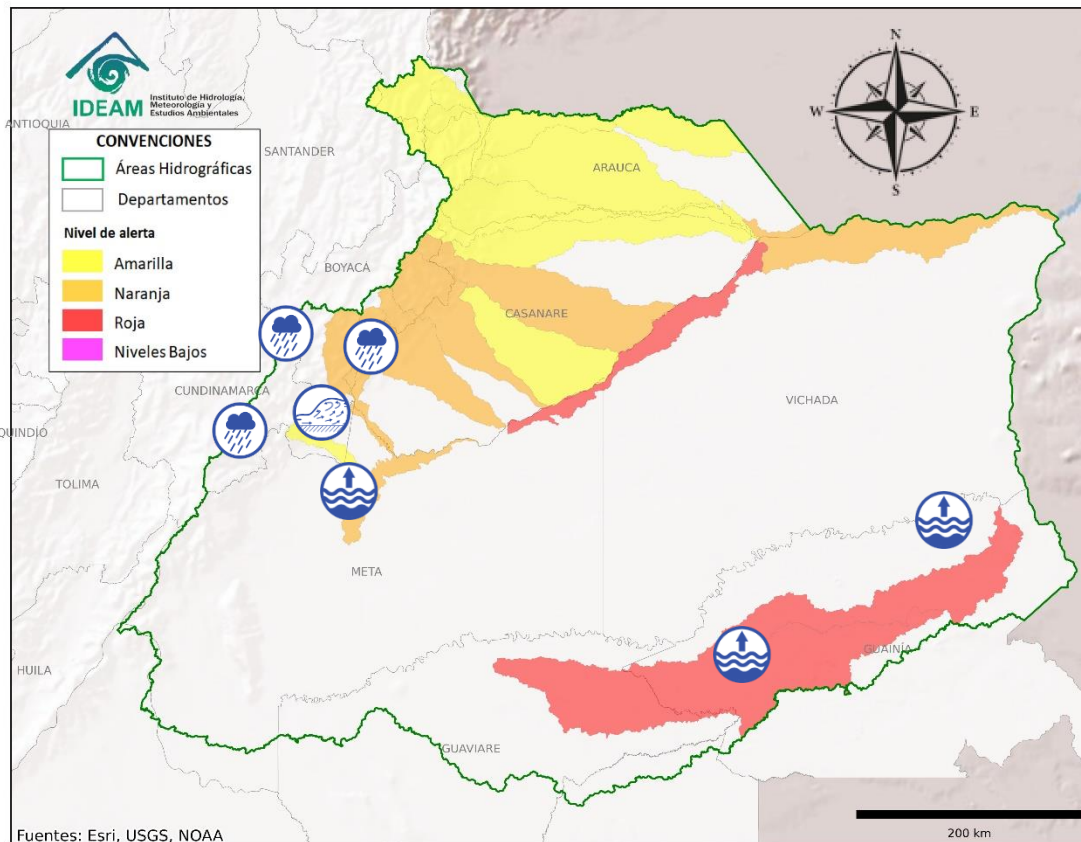 IDEAM
Instituto de Hidrología,
Meteorología y
Estudios Ambientales
CONVENCIONES
Áreas Hidrográficas
Departamentos
Nivel de alerta
Amarilla
Naranja
Roja
Niveles Bajos
N
W
E
S
ANTIOQUIA
SANTANDER
ARAUCA
BOYACÁ
CASANARE
CUNDINAMARCA
VICHADA
QUINDÍO
TOLIMA
META
HUILA
GUAINÍA
GUAVIARE
Fuentes: Esri, USGS, NOAA
200 km